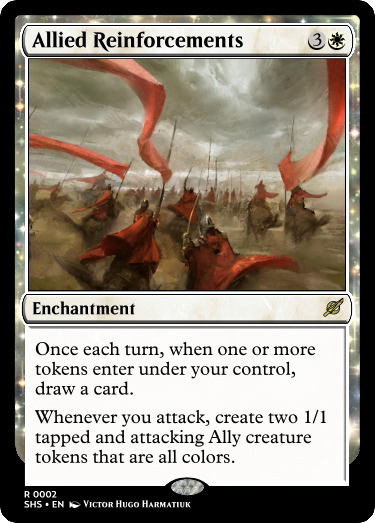 Allied Reinforcements 3
Enchantment
Once each turn, when one or more
tokens enter under your control,
draw a card.
Whenever you attack, create two 1/1
tapped and attacking Ally creature
tokens that are all colors.
R 0002
SHS • EN Victor Hugo Harmatiuk